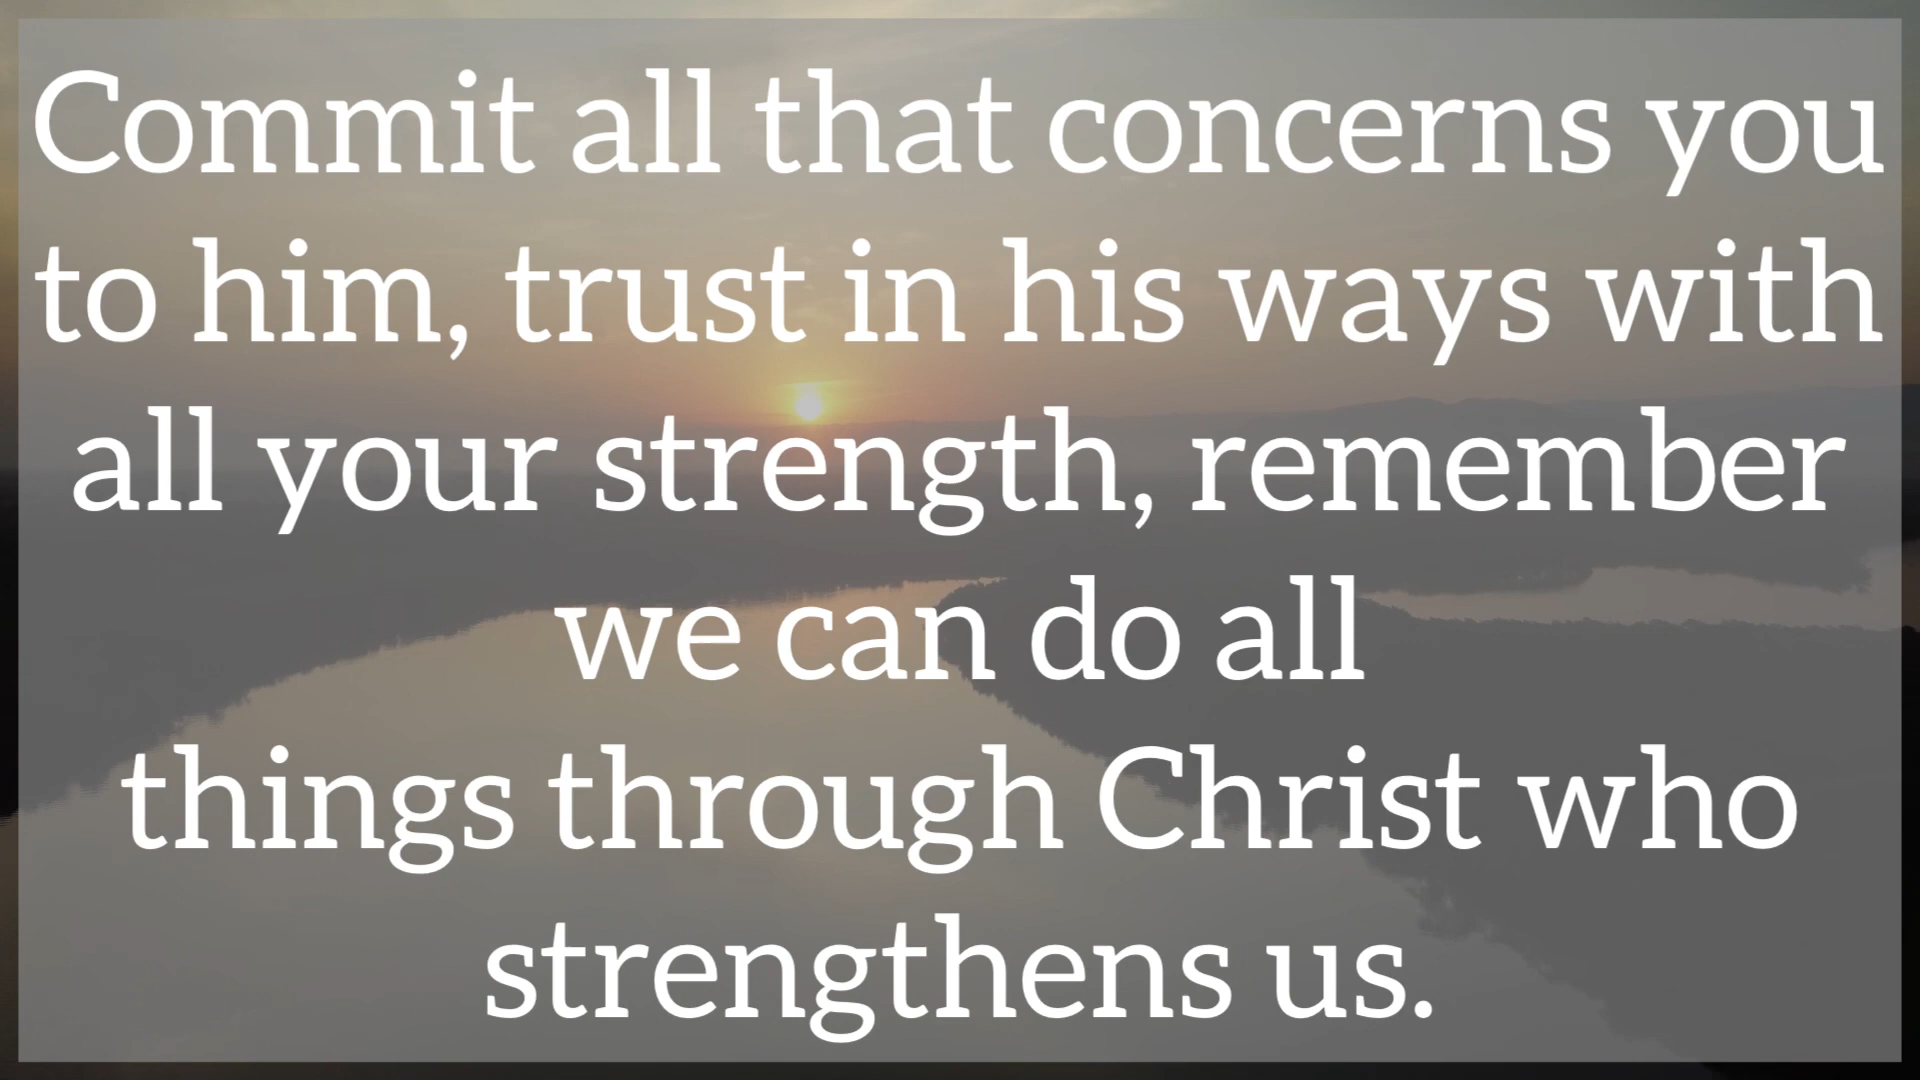 Commit all that concerns you
to him, trust in his ways with
all your strength, remember
we can do all
things through Christ who
strengthens us.